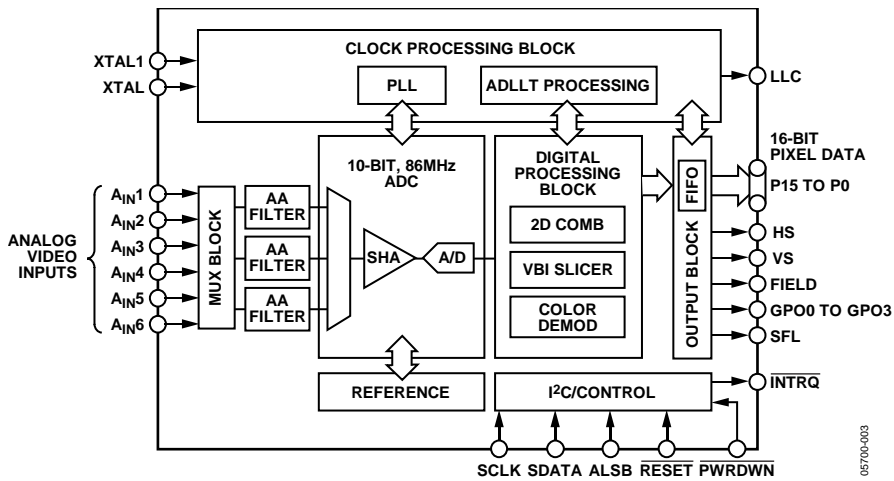 CLOCK PROCESSING BLOCK
XTAL1
XTAL
PLL
ADLLT PROCESSING
LLC
10-BIT, 86MHz
ADC
DIGITAL
PROCESSING
BLOCK
2D COMB
VBI SLICER
COLOR
DEMOD
OUTPUT BLOCK
FIFO
16-BIT
PIXEL DATA
P15 TO P0
HS
VS
FIELD
GPO0 TO GPO3
SFL
INTRQ
ANALOG
VIDEO
INPUTS
AIN1
AIN2
AIN3
AIN4
AIN5
AIN6
MUX BLOCK
AA
FILTER
AA
FILTER
AA
FILTER
SHA
A/D
REFERENCE
I2C/CONTROL
SCLK
SDATA
ALSB
RESET
PWRDWN
05700-003